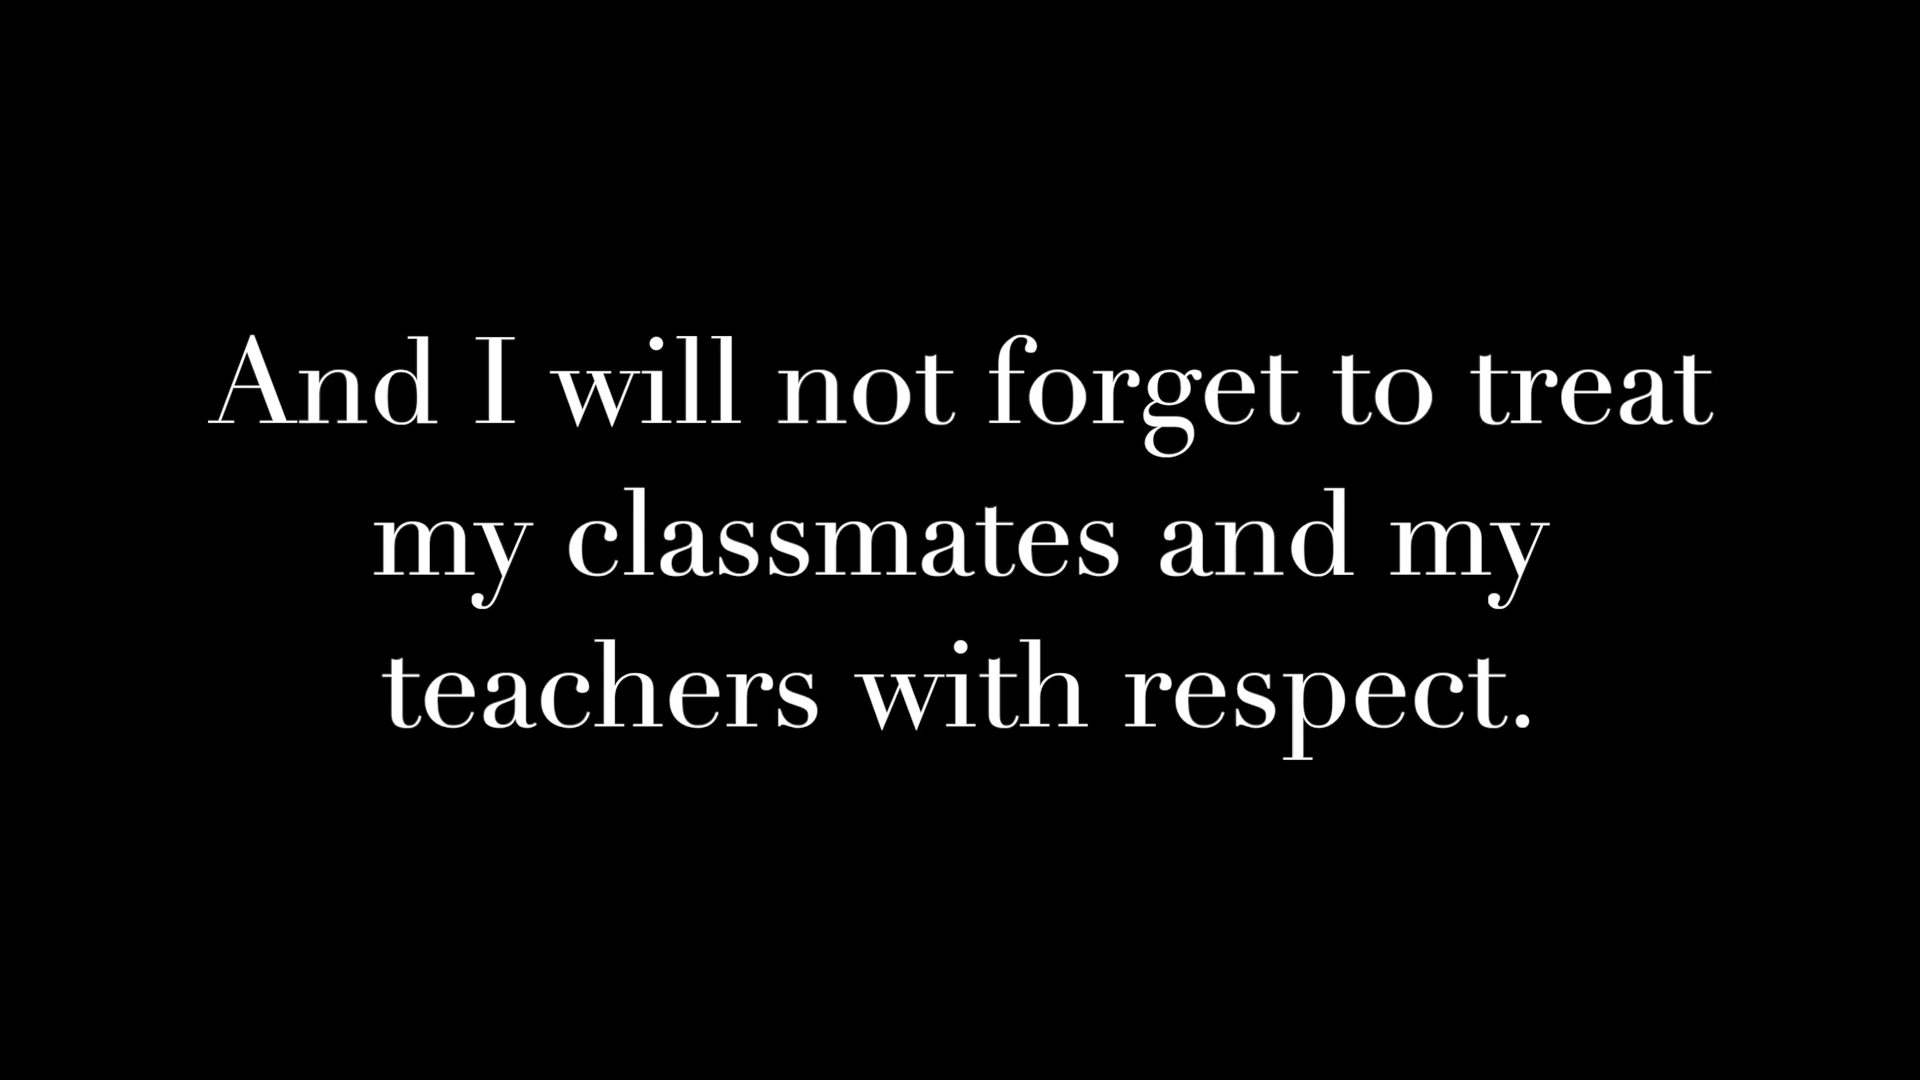 And I will not forget to treat
my classmates and my
teachers with respect.